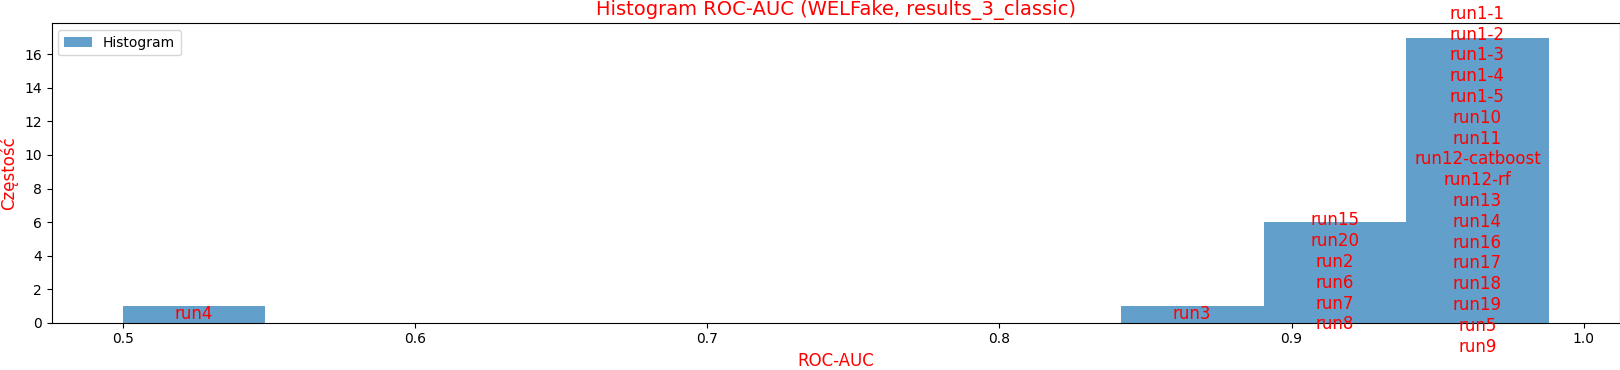 Histogram ROC-AUC (WELFake, results_3_classic)
Histogram
Częstość
16
14
12
10
8
6
4
2
0
run4
run3
run15
run20
run2
run6
run7
run8
run1-1
run1-2
run1-3
run1-4
run1-5
run10
run11
run12-catboost
run12-rf
run13
run14
run16
run17
run18
run19
run5
run9
0.5
0.6
0.7
0.8
0.9
1.0
ROC-AUC